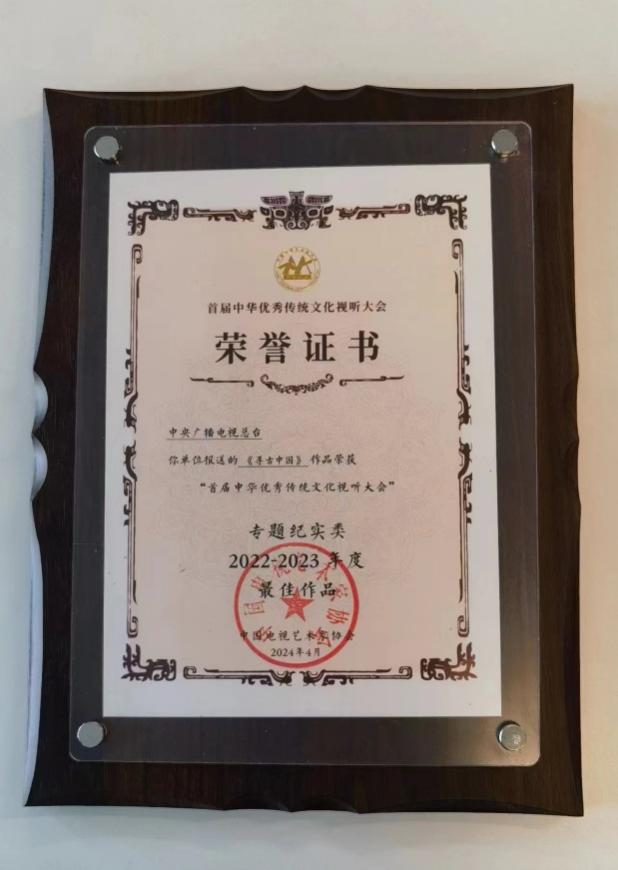 首届中华优秀传统文化视听大会
荣誉证书
中央广播电视总台
你单位报送的《寻古中国》作品荣获
“首届中华优秀传统文化视听大会”
专题纪实类
2022-2023 年度
最佳作品
中国电视艺术家协会
2024年4月